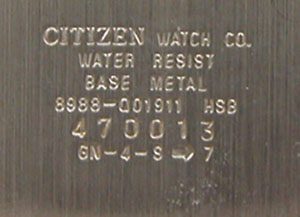 CITIZEN WATCH CO.
WATER RESIST
BASE METAL
8988-Q01911 HSB
470013
GN-4-S ➔ 7